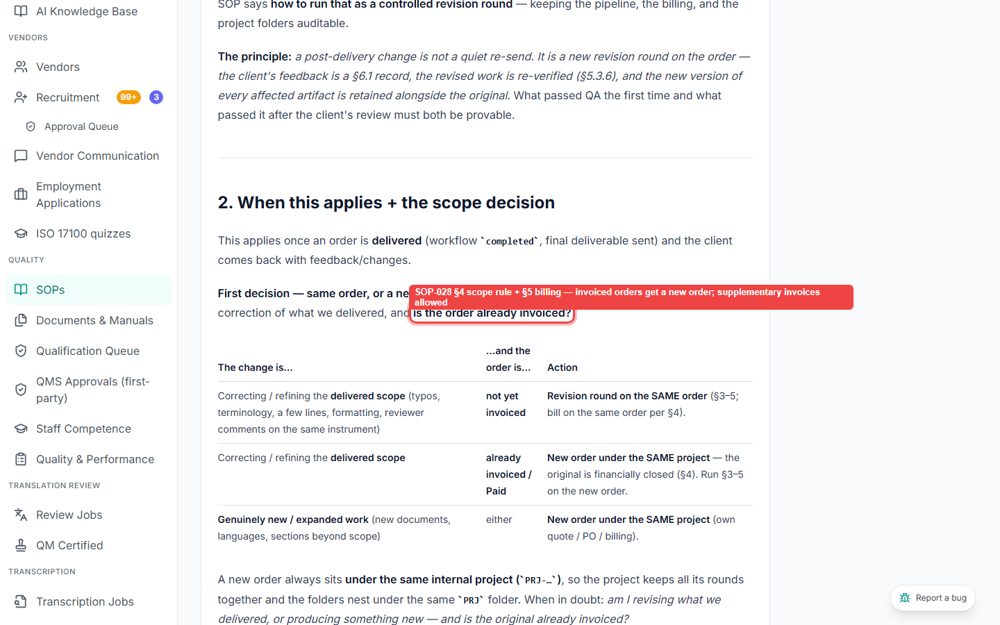 AI Knowledge Base
VENDORS
Vendors
Recruitment 99+ 3
Approval Queue
Vendor Communication
Employment
Applications
ISO 17100 quizzes
QUALITY
SOPs
Documents & Manuals
Qualification Queue
QMS Approvals (first-
party)
Staff Competence
Quality & Performance
TRANSLATION REVIEW
Review Jobs
QM Certified
TRANSCRIPTION
Transcription Jobs
SOP says how to run that as a controlled revision round — keeping the pipeline, the billing, and the
project folders auditable.
The principle: a post-delivery change is not a quiet re-send. It is a new revision round on the order —
the client's feedback is a §6.1 record, the revised work is re-verified (§5.3.6), and the new version of
every affected artifact is retained alongside the original. What passed QA the first time and what
passed it after the client's review must both be provable.
2. When this applies + the scope decision
This applies once an order is delivered (workflow `completed`, final deliverable sent) and the client
comes back with feedback/changes.
First decision — same order, or a ne
SOP-028 §4 scope rule + §5 billing — invoiced orders get a new order; supplementary invoices
allowed
correction of what we delivered, and is the order already invoiced?
…and the
The change is… order is… Action
Correcting / refining the delivered scope (typos, not yet Revision round on the SAME order (§3–5;
terminology, a few lines, formatting, reviewer invoiced bill on the same order per §4).
comments on the same instrument)
Correcting / refining the delivered scope already New order under the SAME project — the
invoiced / original is financially closed (§4). Run §3–5
Paid on the new order.
Genuinely new / expanded work (new documents, either New order under the SAME project (own
languages, sections beyond scope) quote / PO / billing).
A new order always sits under the same internal project (`PRJ-…`), so the project keeps all its rounds
together and the folders nest under the same `PRJ` folder. When in doubt: am I revising what we
delivered, or producing something new — and is the original already invoiced?
Report a bug